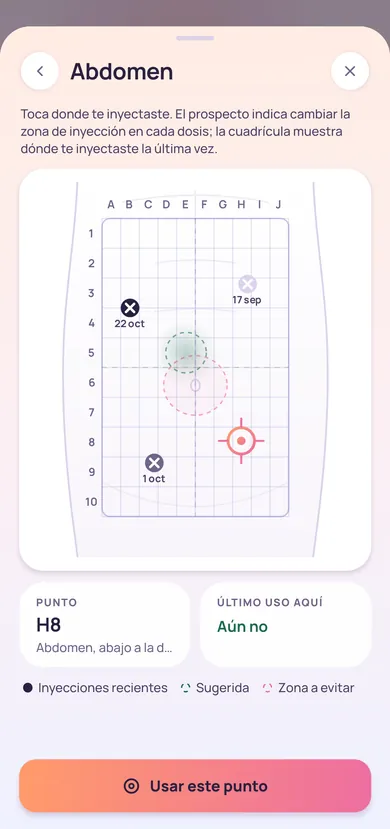 Abdomen
Toca donde te inyectaste. El prospecto indica cambiar la
zona de inyección en cada dosis; la cuadrícula muestra
dónde te inyectaste la última vez.
A B C D E F G H I J
1
2
3
17 sep
4
22 oct
5
6
7
8
9
1 oct
10
PUNTO
H8
Abdomen, abajo a la d...
ÚLTIMO USO AQUÍ
Aún no
Inyecciones recientes Sugerida Zona a evitar
Usar este punto